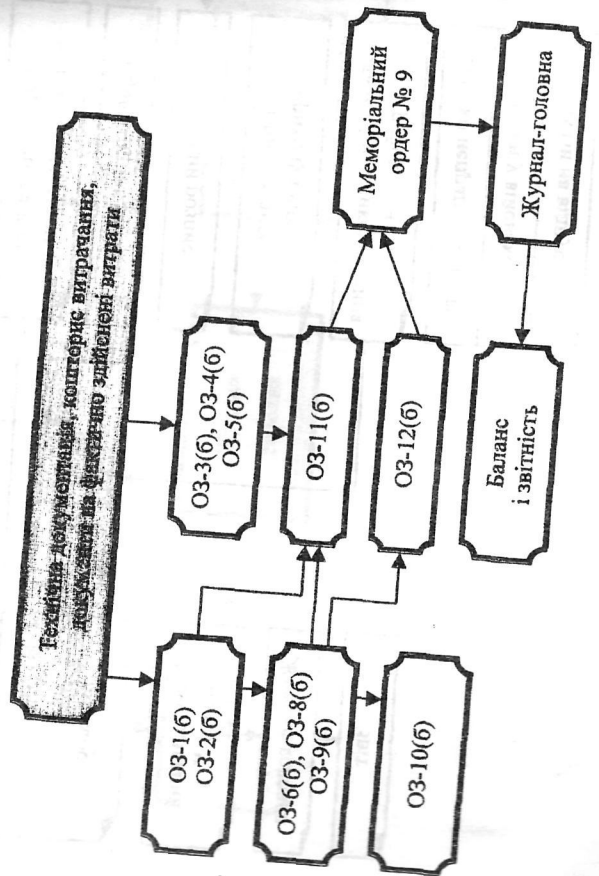 Технічна документація, кошторис витрачання,
документи на фактично здійснені витрати
ОЗ-1(б)
ОЗ-2(б)
ОЗ-3(б), ОЗ-4(б)
ОЗ-5(б)
ОЗ-6(б), ОЗ-8(б)
ОЗ-9(б)
ОЗ-11(б)
ОЗ-10(б)
ОЗ-12(б)
Меморіальний
ордер № 9
Журнал-головна
Баланс
і звітність